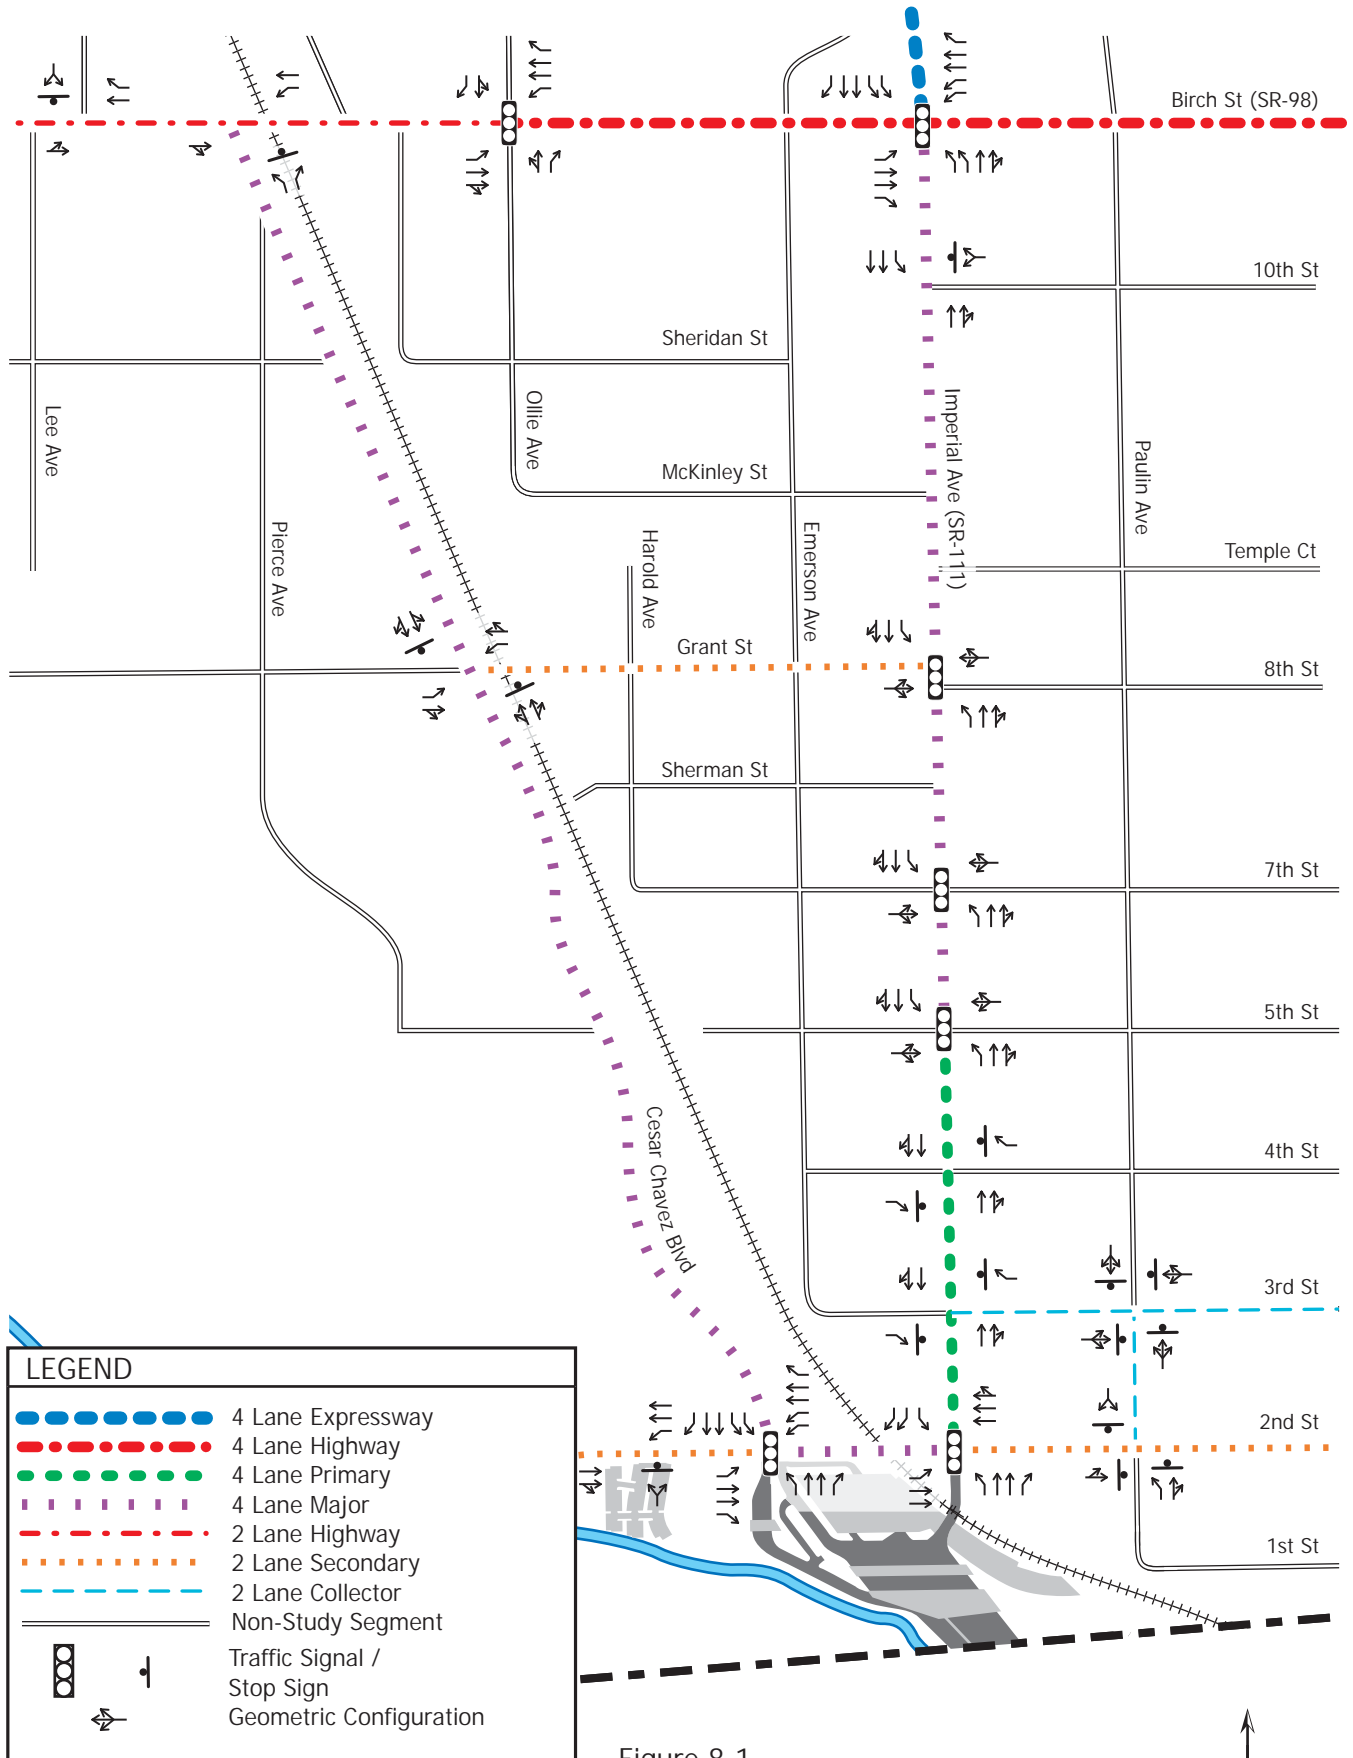 Birch St (SR-98)
10th St
Sheridan St
Lee Ave
Ollie Ave
Imperial Ave (SR-111)
McKinley St
Paulin Ave
Pierce Ave
Harold Ave
Emerson Ave
Temple Ct
Grant St
8th St
Sherman St
7th St
5th St
Cesar Chavez Blvd
4th St
3rd St
2nd St
1st St
LEGEND
4 Lane Expressway
4 Lane Highway
4 Lane Primary
4 Lane Major
2 Lane Highway
2 Lane Secondary
2 Lane Collector
Non-Study Segment
Traffic Signal /
Stop Sign
Geometric Configuration
Figure 8-1